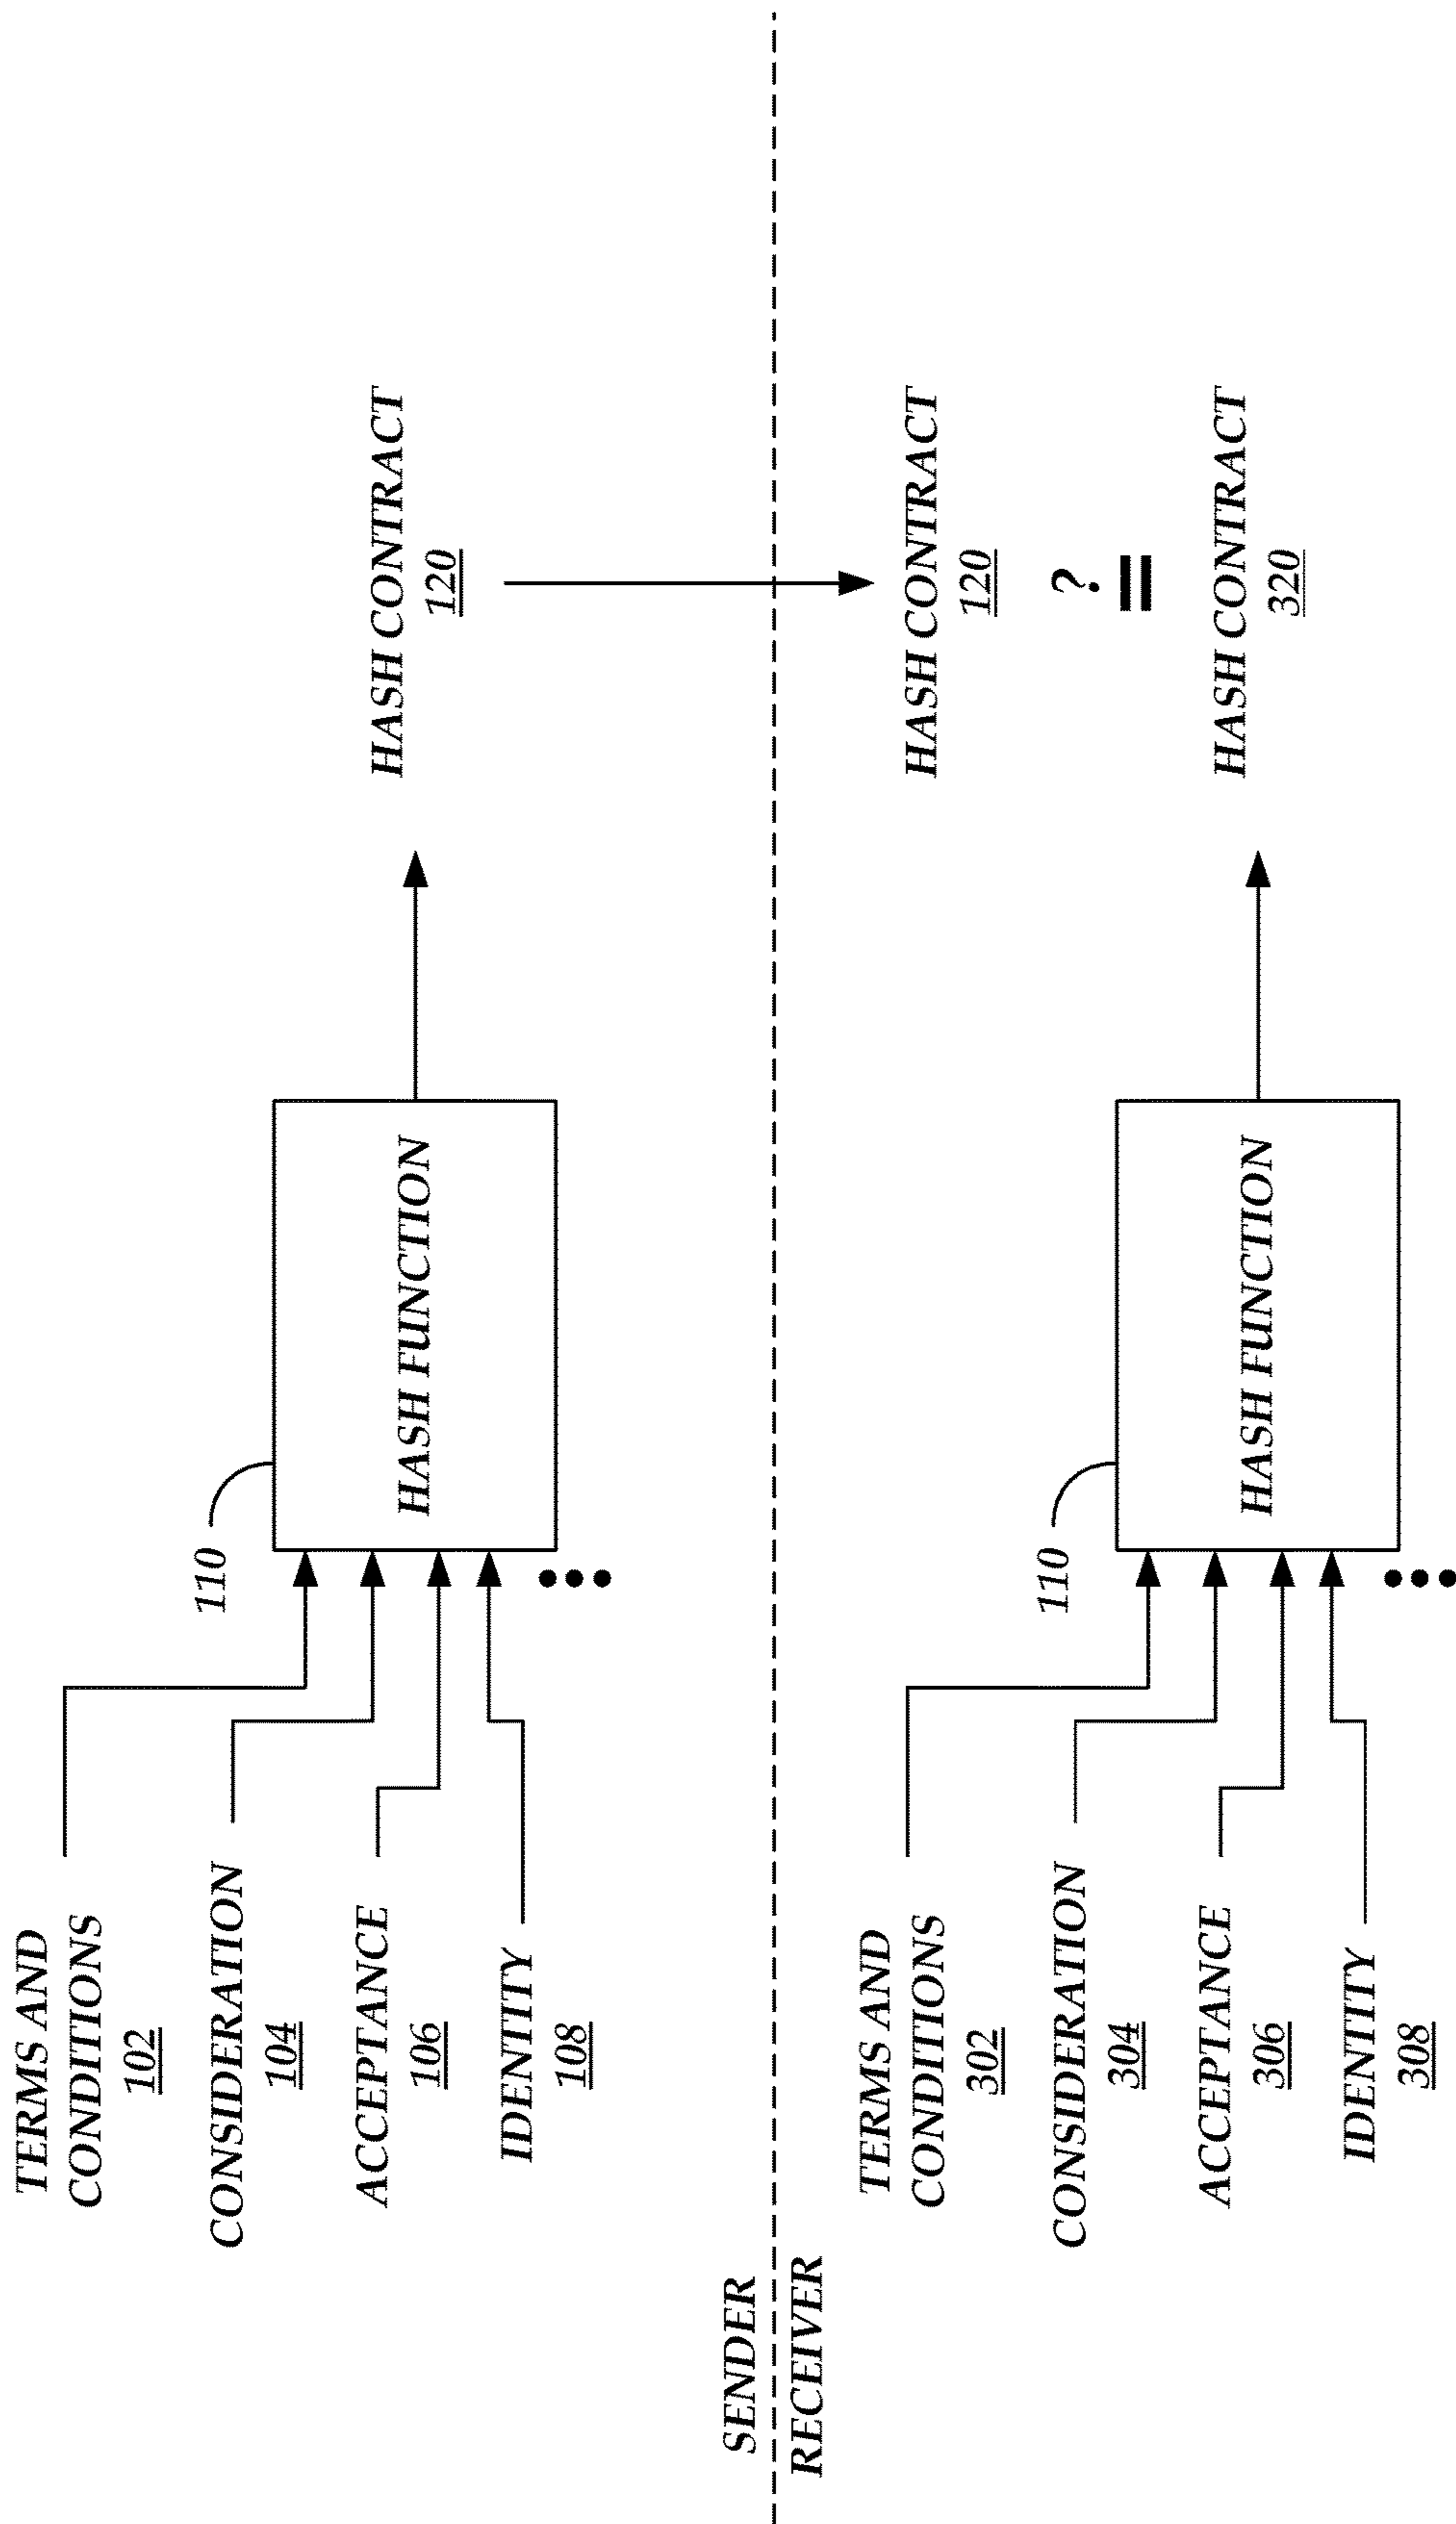 TERMS AND
CONDITIONS
102
CONSIDERATION
104
ACCEPTANCE
106
IDENTITY
108
110
HASH FUNCTION
HASH CONTRACT
120
SENDER
RECEIVER
HASH CONTRACT
120
?
=
TERMS AND
CONDITIONS
302
CONSIDERATION
304
ACCEPTANCE
306
IDENTITY
308
110
HASH FUNCTION
HASH CONTRACT
320